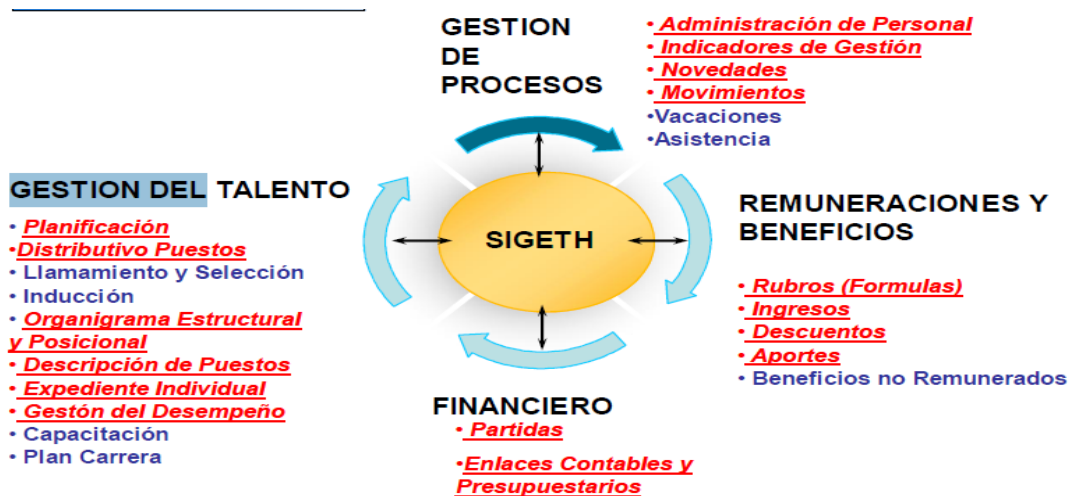 GESTION
DE
PROCESOS
• Administración de Personal
• Indicadores de Gestión
• Novedades
• Movimientos
•Vacaciones
•Asistencia
GESTION DEL TALENTO
• Planificación
•Distributivo Puestos
• Llamamiento y Selección
• Inducción
• Organigrama Estructural
y Posicional
• Descripción de Puestos
• Expediente Individual
• Gestón del Desempeño
• Capacitación
• Plan Carrera
SIGETH
REMUNERACIONES Y
BENEFICIOS
• Rubros (Formulas)
• Ingresos
• Descuentos
• Aportes
• Beneficios no Remunerados
FINANCIERO
• Partidas
•Enlaces Contables y
Presupuestarios